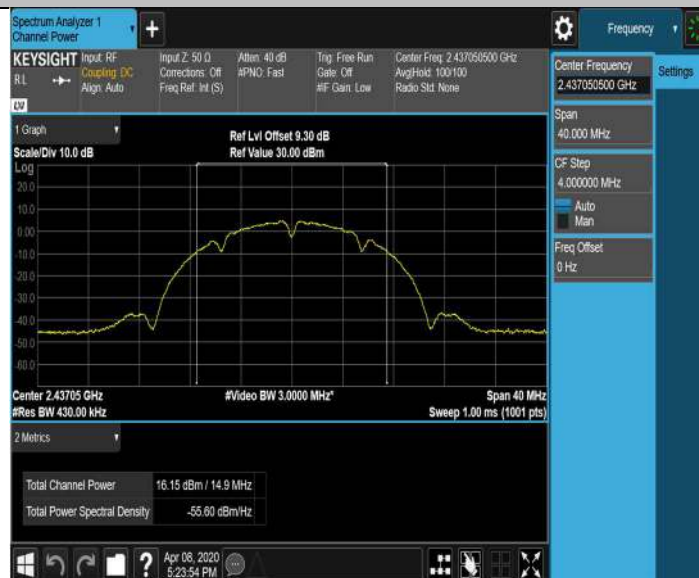 Spectrum Analyzer 1
Channel Power
+
Frequency
KEYSIGHT
RL
Input: RF
Coupling: DC
Align: Auto
Input Z: 50 Ω
Corrections: Off
Freq Ref: Int (S)
Atten: 40 dB
#PNO: Fast
Trig: Free Run
Gate: Off
#IF Gain: Low
Center Freq: 2.437050500 GHz
Avg|Hold: 100/100
Radio Std: None
Center Frequency
2.437050500 GHz
Settings
Span
40.000 MHz
CF Step
4.000000 MHz
Auto
Man
Freq Offset
0 Hz
1 Graph
Scale/Div 10.0 dB
Ref Lvl Offset 9.30 dB
Ref Value 30.00 dBm
Log
20.0
10.0
0.00
-10.0
-20.0
-30.0
-40.0
-50.0
-60.0
Center 2.43705 GHz
#Res BW 430.00 kHz
#Video BW 3.0000 MHz*
Span 40 MHz
Sweep 1.00 ms (1001 pts)
2 Metrics
Total Channel Power 16.15 dBm / 14.9 MHz
Total Power Spectral Density -55.60 dBm/Hz
?
Apr 08, 2020
5:23:54 PM